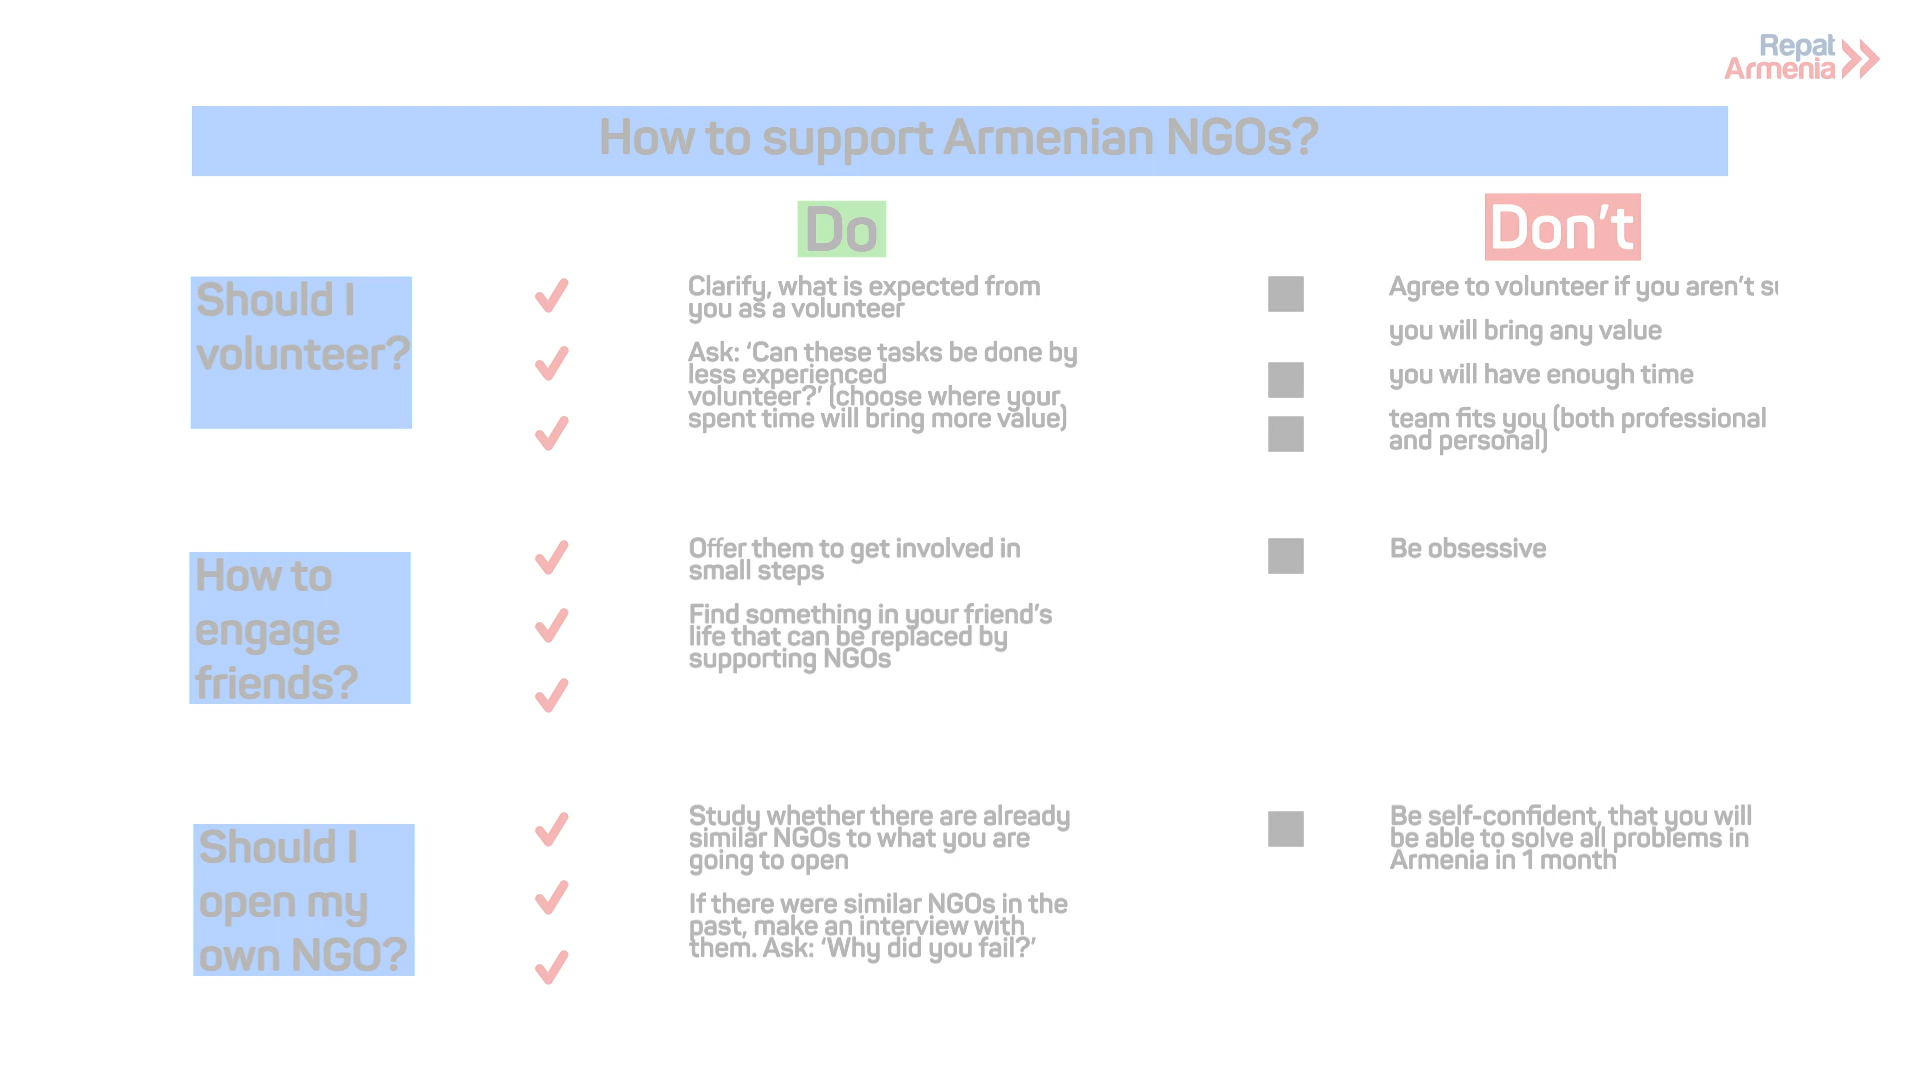 Repat
Armenia
How to support Armenian NGOs?
Do
Don't
Should I
volunteer?
Clarify, what is expected from
you as a volunteer
Ask: ‘Can these tasks be done by
less experienced
volunteer?’ (choose where your
spent time will bring more value)
Agree to volunteer if you aren’t
you will bring any value
you will have enough time
team fits you (both professional
and personal)
How to
engage
friends?
Offer them to get involved in
small steps
Find something in your friend’s
life that can be replaced by
supporting NGOs
Be obsessive
Should I
open my
own NGO?
Study whether there are already
similar NGOs to what you are
going to open
If there were similar NGOs in the
past, make an interview with
them. Ask: ‘Why did you fail?’
Be self-confident, that you will
be able to solve all problems in
Armenia in 1 month